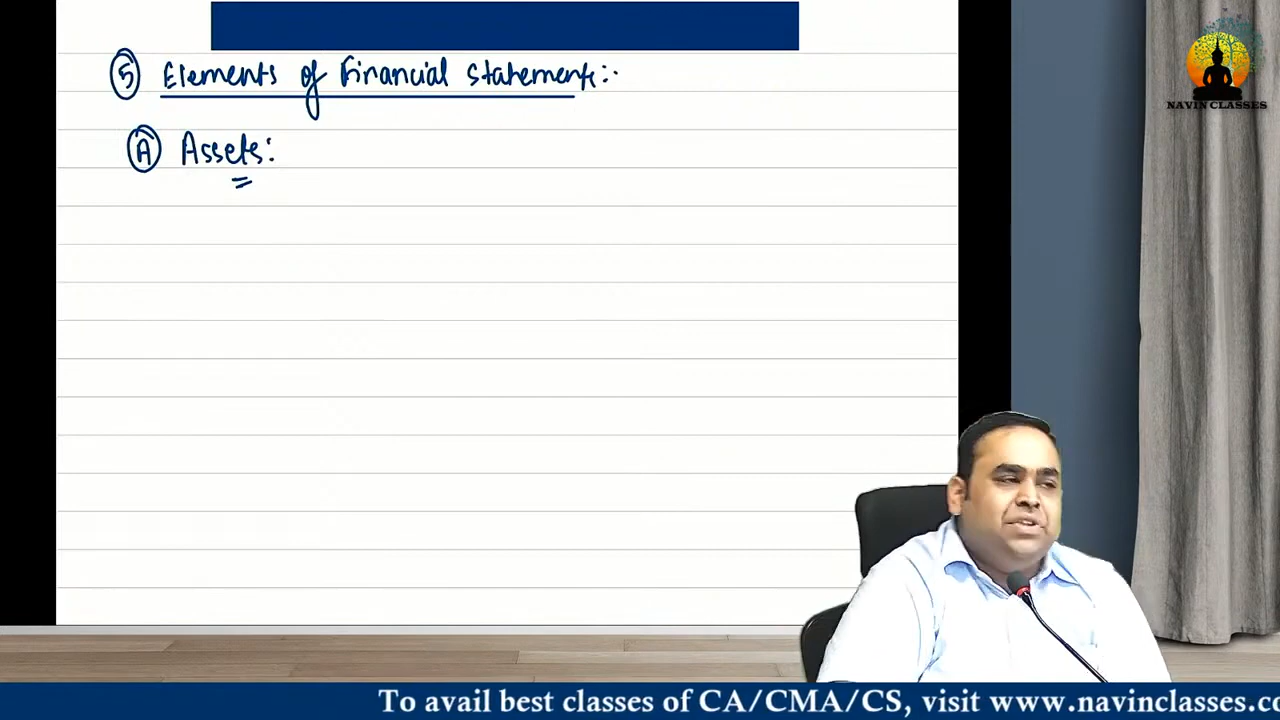 ⑤ Elements of Financial Statement:-
Ⓐ Assets:
NAVIN CLASSES
To avail best classes of CA/CMA/CS, visit www.navinclasses.co